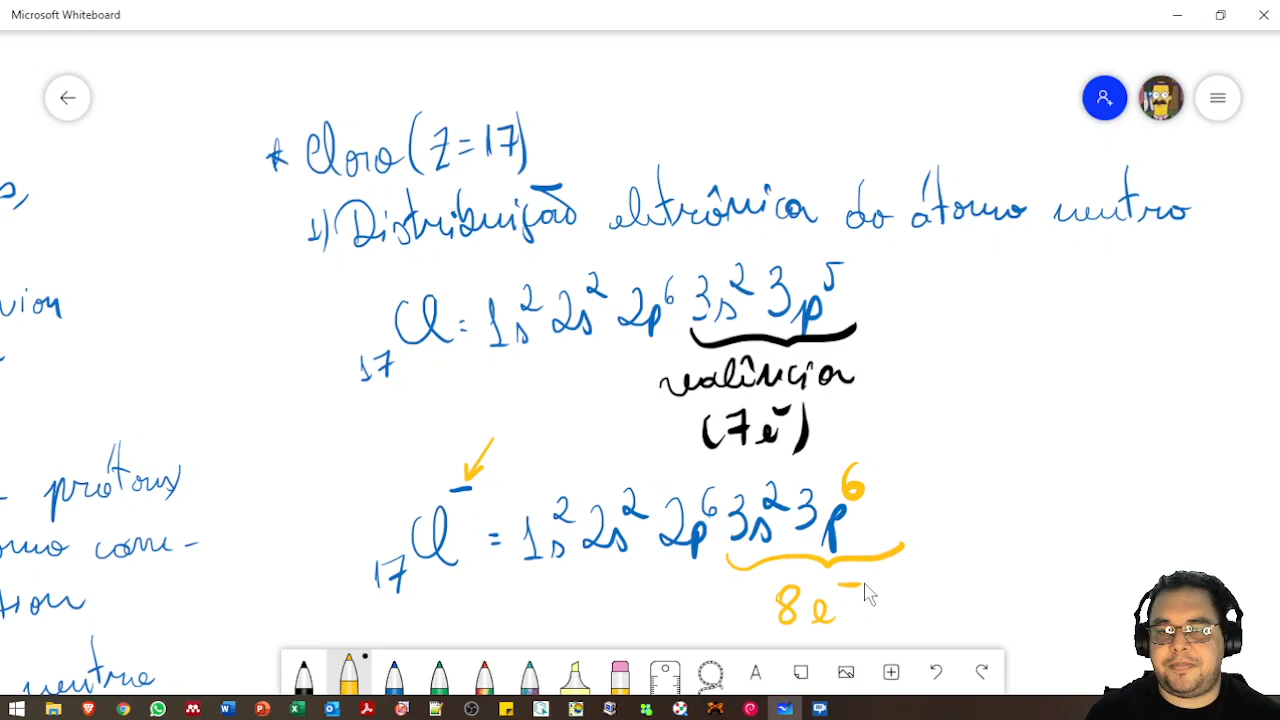 Microsoft Whiteboard
* Cloro (Z=17)
1) Distribuição eletrônica do átomo neutro
₁₇Cl = 1s² 2s² 2p⁶ 3s² 3p⁵
valência
(7e⁻)
prótons
₁₇Cl⁻ = 1s² 2s² 2p⁶ 3s² 3p⁶
8e⁻
neutro